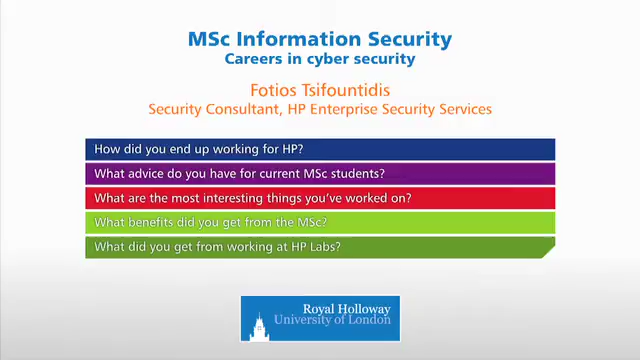 MSc Information Security
Careers in cyber security
Fotios Tsifountidis
Security Consultant, HP Enterprise Security Services
How did you end up working for HP?
What advice do you have for current MSc students?
What are the most interesting things you've worked on?
What benefits did you get from the MSc?
What did you get from working at HP Labs?
Royal Holloway
University of London